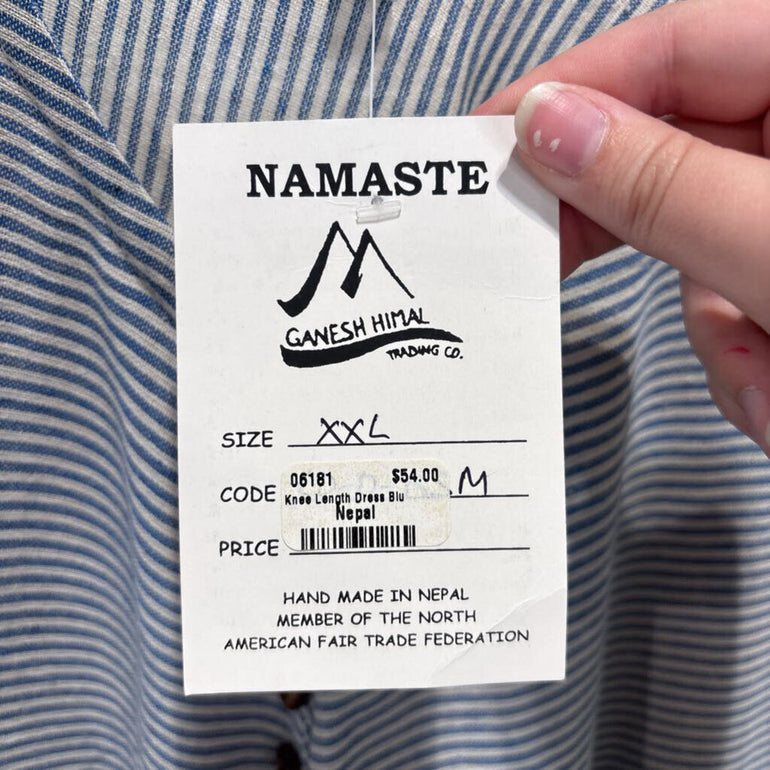 NAMASTE
GANESH HIMAL
TRADING CO.
SIZE XXL
06181 $54.00
CODE Knee Length Dress Blu M
Nepal
PRICE
HAND MADE IN NEPAL
MEMBER OF THE NORTH
AMERICAN FAIR TRADE FEDERATION